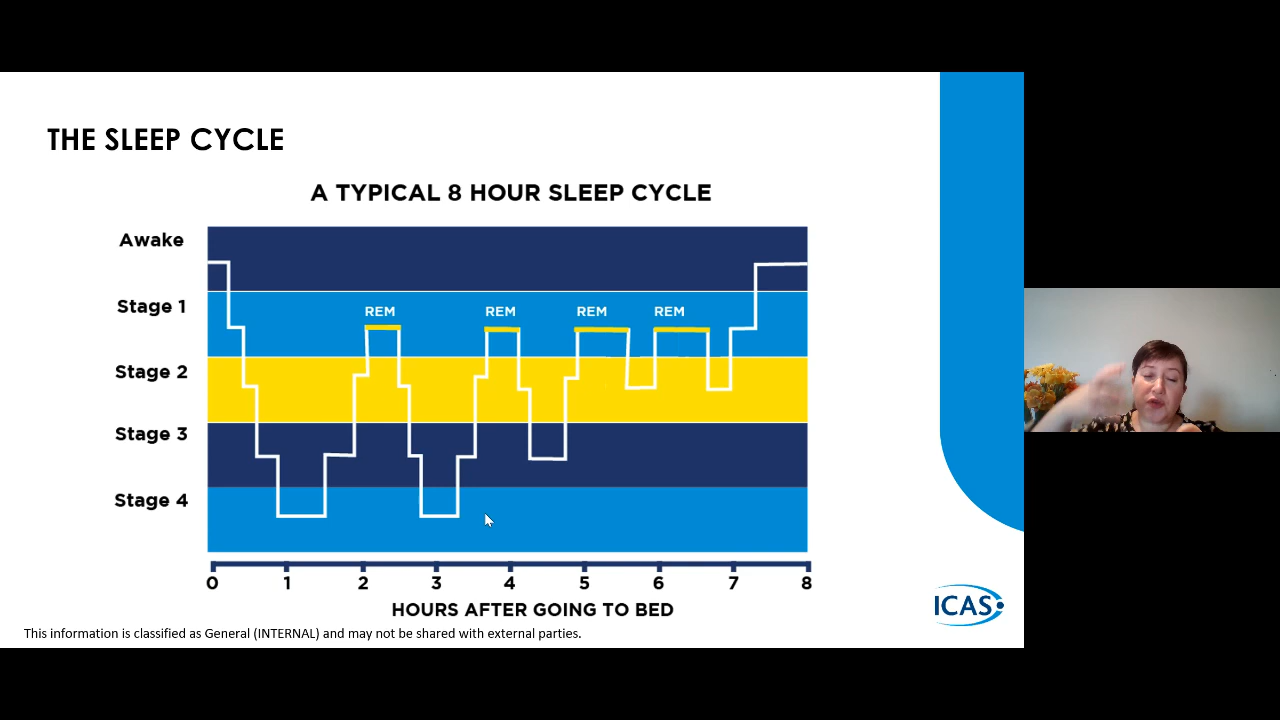 THE SLEEP CYCLE
A TYPICAL 8 HOUR SLEEP CYCLE
Awake
Stage 1
REM REM REM REM
Stage 2
Stage 3
Stage 4
0 1 2 3 4 5 6 7 8
HOURS AFTER GOING TO BED
ICAS
This information is classified as General (INTERNAL) and may not be shared with external parties.